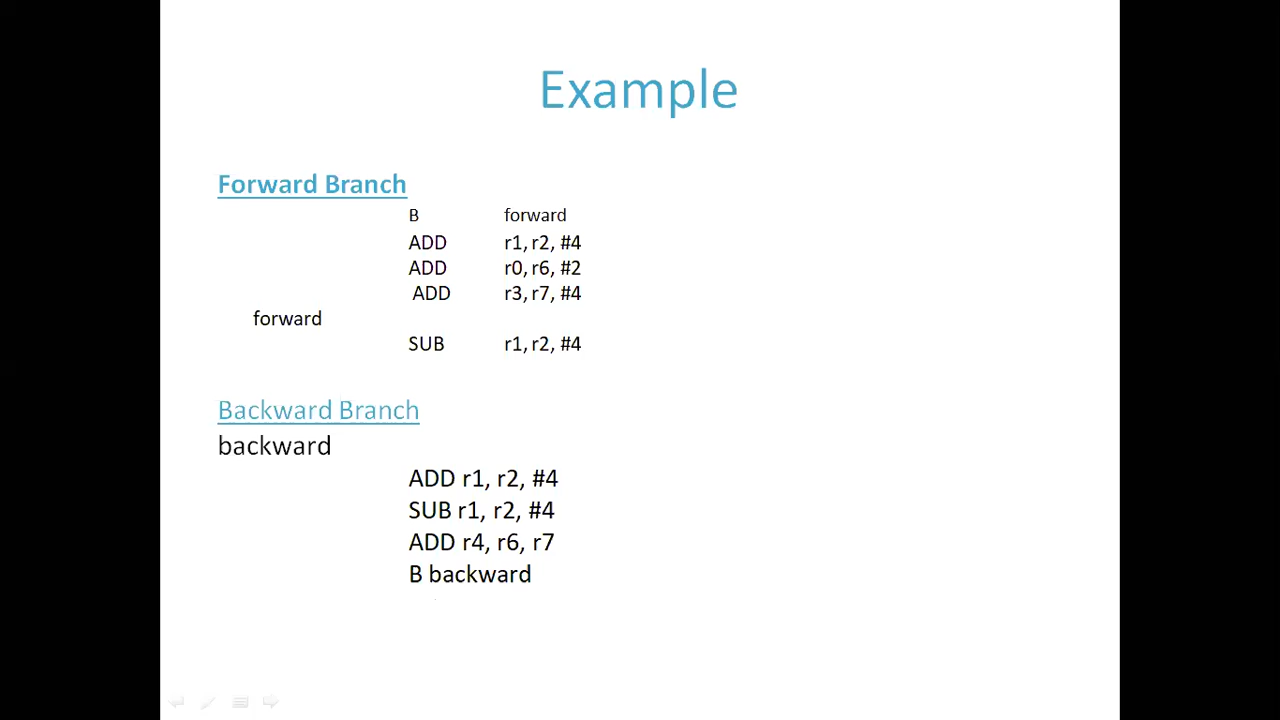 Example
Forward Branch
B forward
ADD r1, r2, #4
ADD r0, r6, #2
ADD r3, r7, #4
forward
SUB r1, r2, #4
Backward Branch
backward
ADD r1, r2, #4
SUB r1, r2, #4
ADD r4, r6, r7
B backward